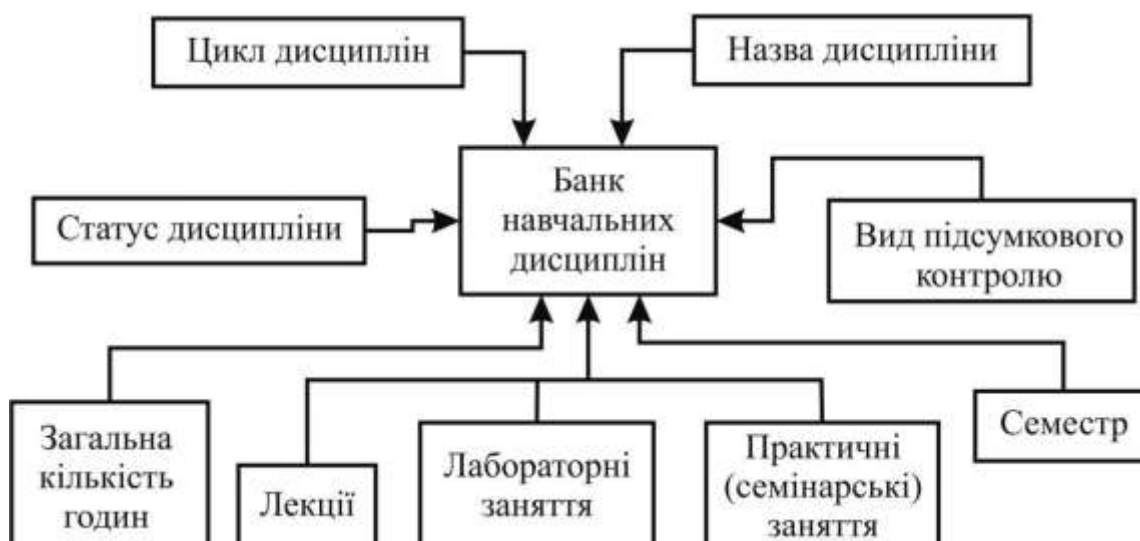 Цикл дисциплін
Назва дисципліни
Банк
навчальних
дисциплін
Статус дисципліни
Вид підсумкового
контролю
Загальна
кількість
годин
Лекції
Лабораторні
заняття
Практичні
(семінарські)
заняття
Семестр